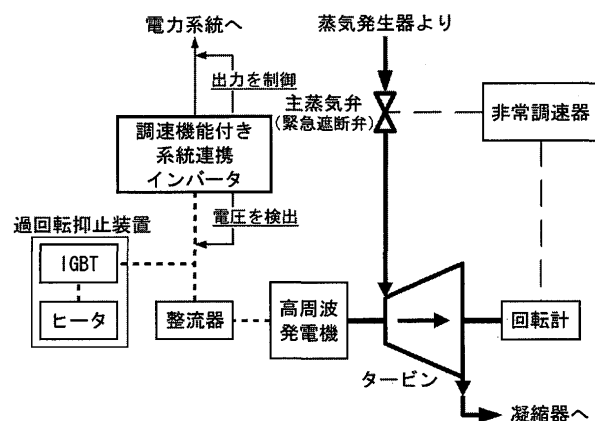 電力系統へ
蒸気発生器より
出力を制御
主蒸気弁
(緊急遮断弁)
非常調速器
調速機能付き
系統連携
インバータ
電圧を検出
過回転抑止装置
IGBT
ヒータ
整流器
高周波
発電機
回転計
タービン
凝縮器へ